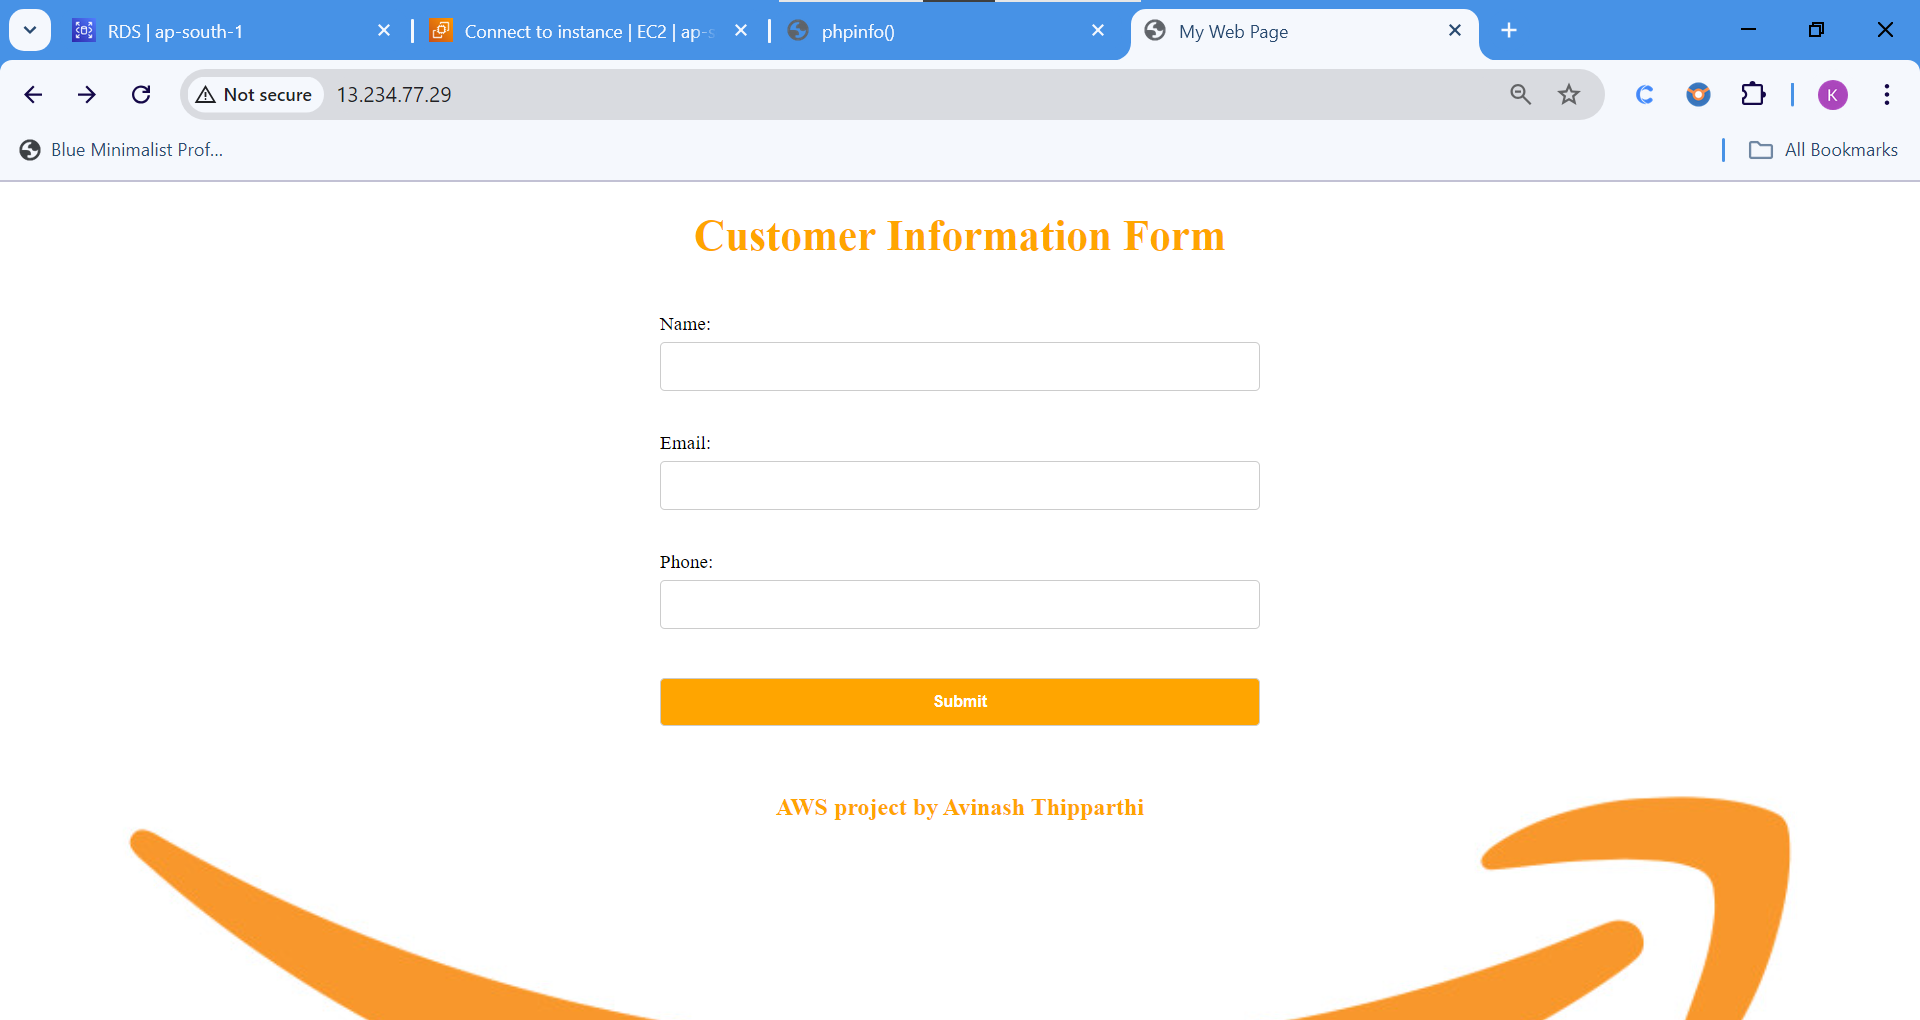 RDS | ap-south-1
Connect to instance | EC2 | ap-s
phpinfo()
My Web Page
Not secure
13.234.77.29
K
Blue Minimalist Prof...
All Bookmarks
Customer Information Form
Name:
Email:
Phone:
Submit
AWS project by Avinash Thipparthi